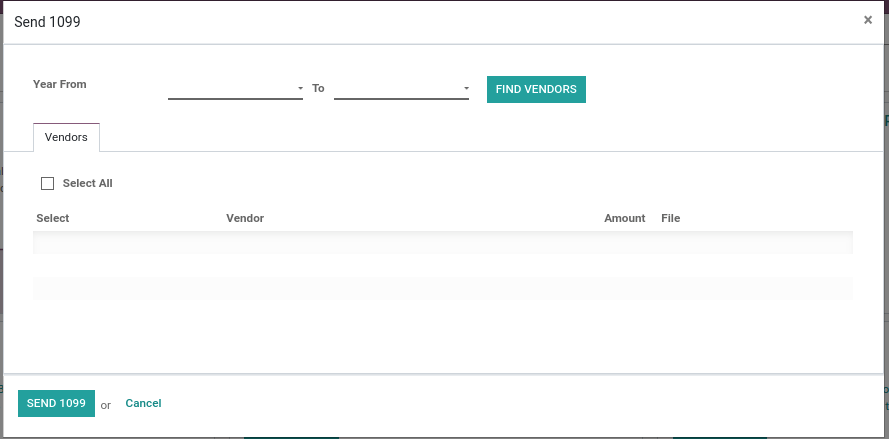 Send 1099 ×
Year From To FIND VENDORS
Vendors
Select All
Select Vendor Amount File
SEND 1099 or Cancel